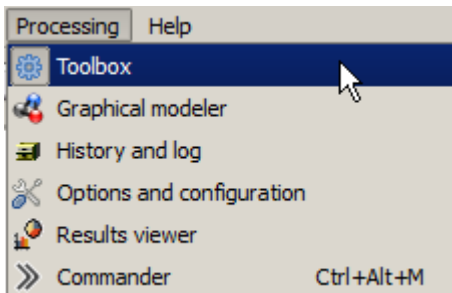 Processing Help
Toolbox
Graphical modeler
History and log
Options and configuration
Results viewer
Commander Ctrl+Alt+M